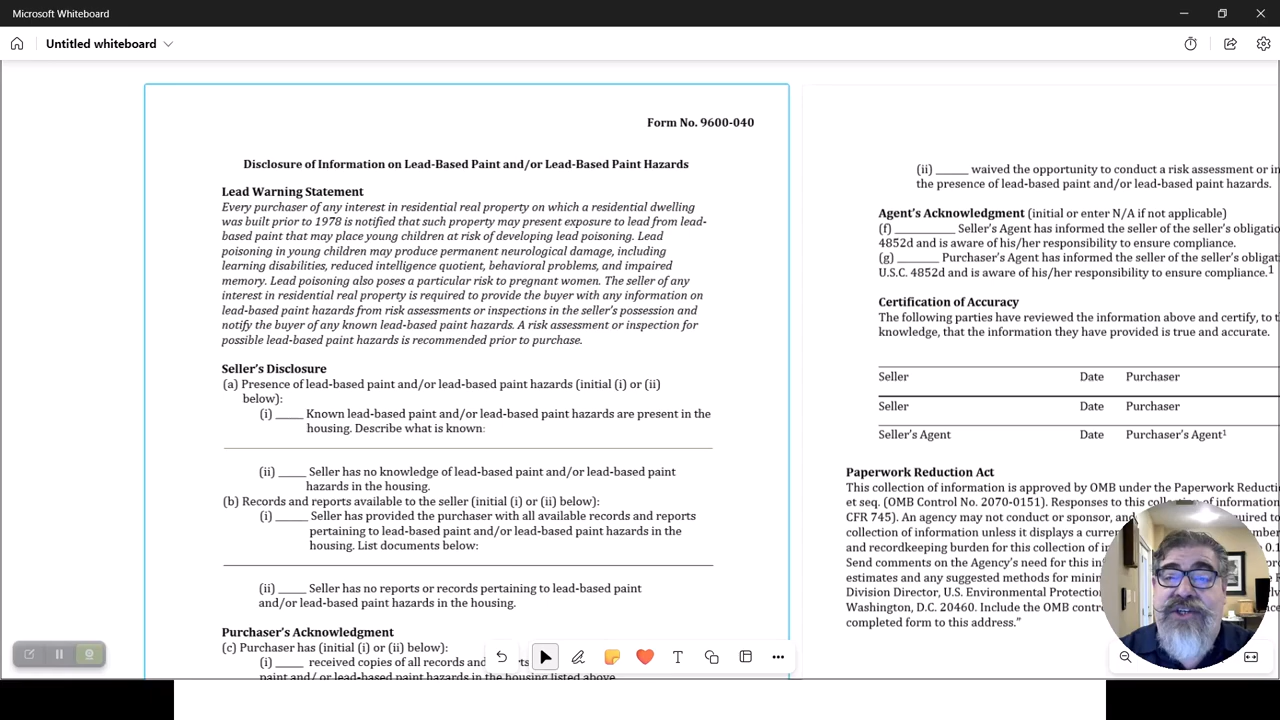 Microsoft Whiteboard
Untitled whiteboard
Form No. 9600-040
Disclosure of Information on Lead-Based Paint and/or Lead-Based Paint Hazards
Lead Warning Statement
Every purchaser of any interest in residential real property on which a residential dwelling
was built prior to 1978 is notified that such property may present exposure to lead from lead-
based paint that may place young children at risk of developing lead poisoning. Lead
poisoning in young children may produce permanent neurological damage, including
learning disabilities, reduced intelligence quotient, behavioral problems, and impaired
memory. Lead poisoning also poses a particular risk to pregnant women. The seller of any
interest in residential real property is required to provide the buyer with any information on
lead-based paint hazards from risk assessments or inspections in the seller's possession and
notify the buyer of any known lead-based paint hazards. A risk assessment or inspection for
possible lead-based paint hazards is recommended prior to purchase.
Seller's Disclosure
(a) Presence of lead-based paint and/or lead-based paint hazards (initial (i) or (ii)
below):
(i) _____ Known lead-based paint and/or lead-based paint hazards are present in the
housing. Describe what is known:
(ii) _____ Seller has no knowledge of lead-based paint and/or lead-based paint
hazards in the housing.
(b) Records and reports available to the seller (initial (i) or (ii) below):
(i) ______ Seller has provided the purchaser with all available records and reports
pertaining to lead-based paint and/or lead-based paint hazards in the
housing. List documents below:
(ii) _____ Seller has no reports or records pertaining to lead-based paint
and/or lead-based paint hazards in the housing.
Purchaser's Acknowledgment
(c) Purchaser has (initial (i) or (ii) below):
(i) _____ received copies of all records and
paint and/ or lead-based paint hazards in the housing listed above.
(ii) ______ waived the opportunity to conduct a risk assessment or
the presence of lead-based paint and/or lead-based paint hazards.
Agent's Acknowledgment (initial or enter N/A if not applicable)
(f) ___________ Seller's Agent has informed the seller of the seller's
4852d and is aware of his/her responsibility to ensure compliance.
(g) ________ Purchaser's Agent has informed the seller of the seller's
U.S.C. 4852d and is aware of his/her responsibility to ensure compliance.1
Certification of Accuracy
The following parties have reviewed the information above and certify, to
knowledge, that the information they have provided is true and accurate.
Seller Date Purchaser
Seller Date Purchaser
Seller's Agent Date Purchaser's Agent1
Paperwork Reduction Act
This collection of information is approved by OMB under the Paperwork
et seq. (OMB Control No. 2070-0151). Responses to this of information
CFR 745). An agency may not conduct or sponsor, and
collection of information unless it displays a
and recordkeeping burden for this collection of
Send comments on the Agency's need for this
estimates and any suggested methods for
Division Director, U.S. Environmental
Washington, D.C. 20460. Include the OMB
completed form to this address."